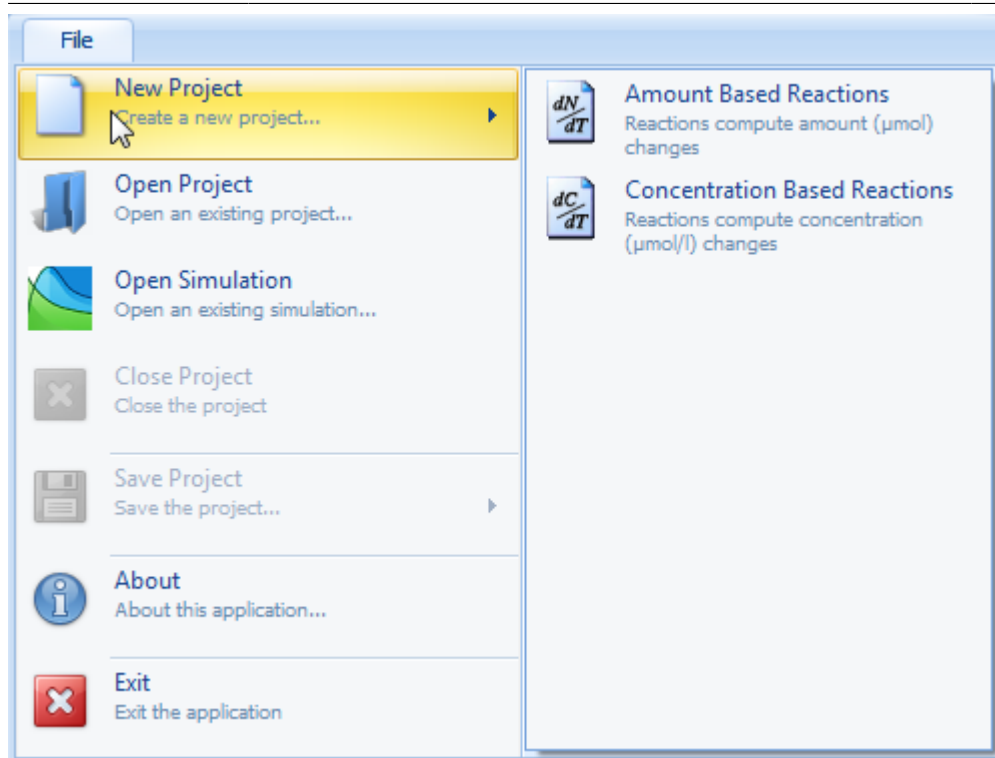 File
New Project
Create a new project...
Open Project
Open an existing project...
Open Simulation
Open an existing simulation...
Close Project
Close the project
Save Project
Save the project...
About
About this application...
Exit
Exit the application
dN
dT
Amount Based Reactions
Reactions compute amount (µmol)
changes
dC
dT
Concentration Based Reactions
Reactions compute concentration
(µmol/l) changes